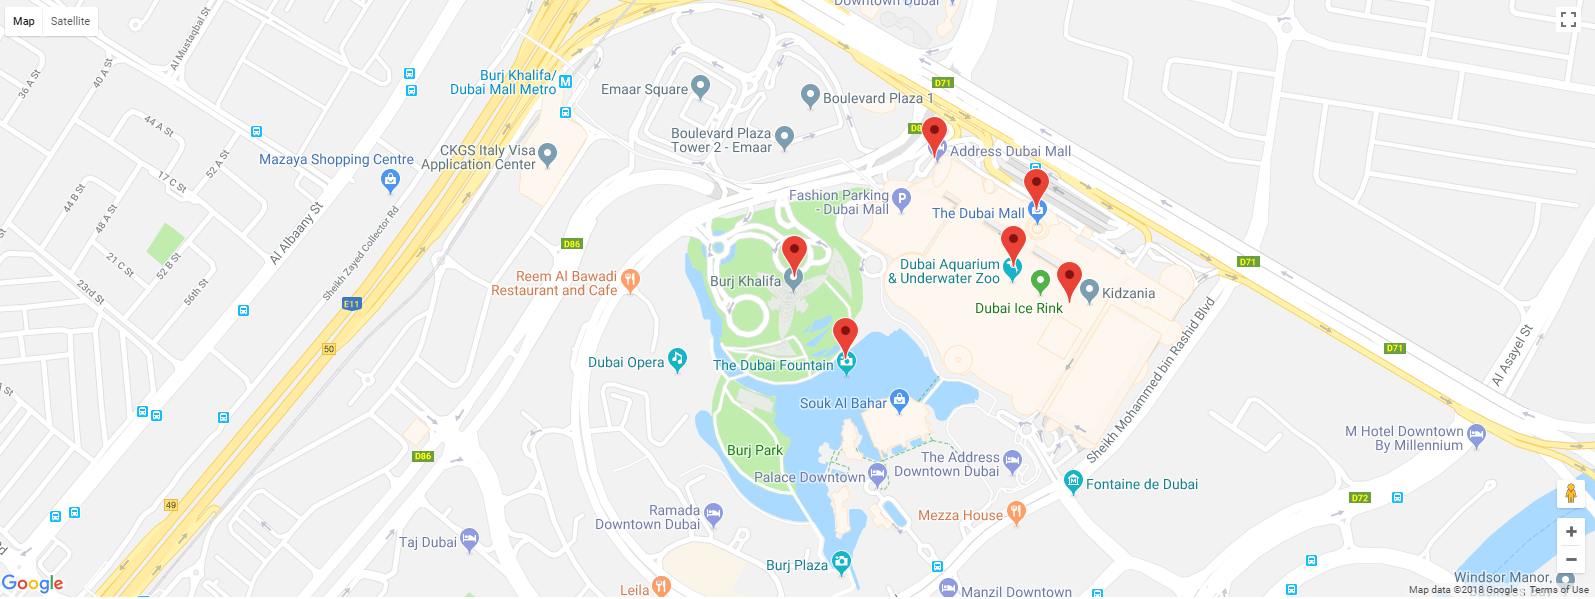 Map
Satellite
Downtown Dubai
Al Mustaqbal St
36 A St
40 A St
44 A St
52 A St
17 C St
44 B St
48 A St
52 B St
21 C St
56th St
23rd St
Al Albaany St
Sheikh Zayed Collector Rd
Burj Khalifa/
Dubai Mall Metro
M
Emaar Square
Boulevard Plaza 1
D71
Boulevard Plaza
Tower 2 - Emaar
CKGS Italy Visa
Application Center
Mazaya Shopping Centre
Address Dubai Mall
Fashion Parking
- Dubai Mall
P
The Dubai Mall
D86
Reem Al Bawadi
Restaurant and Cafe
Burj Khalifa
Dubai Aquarium
& Underwater Zoo
D71
Kidzania
Dubai Ice Rink
E11
50
Dubai Opera
The Dubai Fountain
D71
Sheikh Mohammed bin Rashid Blvd
Al Asayel St
Souk Al Bahar
M Hotel Downtown
By Millennium
Burj Park
D86
The Address
Downtown Dubai
Palace Downtown
Fontaine de Dubai
D72
49
Ramada
Downtown Dubai
Mezza House
Taj Dubai
Burj Plaza
Leila
Manzil Downtown
Windsor Manor,
Rd
Google
Map data ©2018 Google
Terms of Use